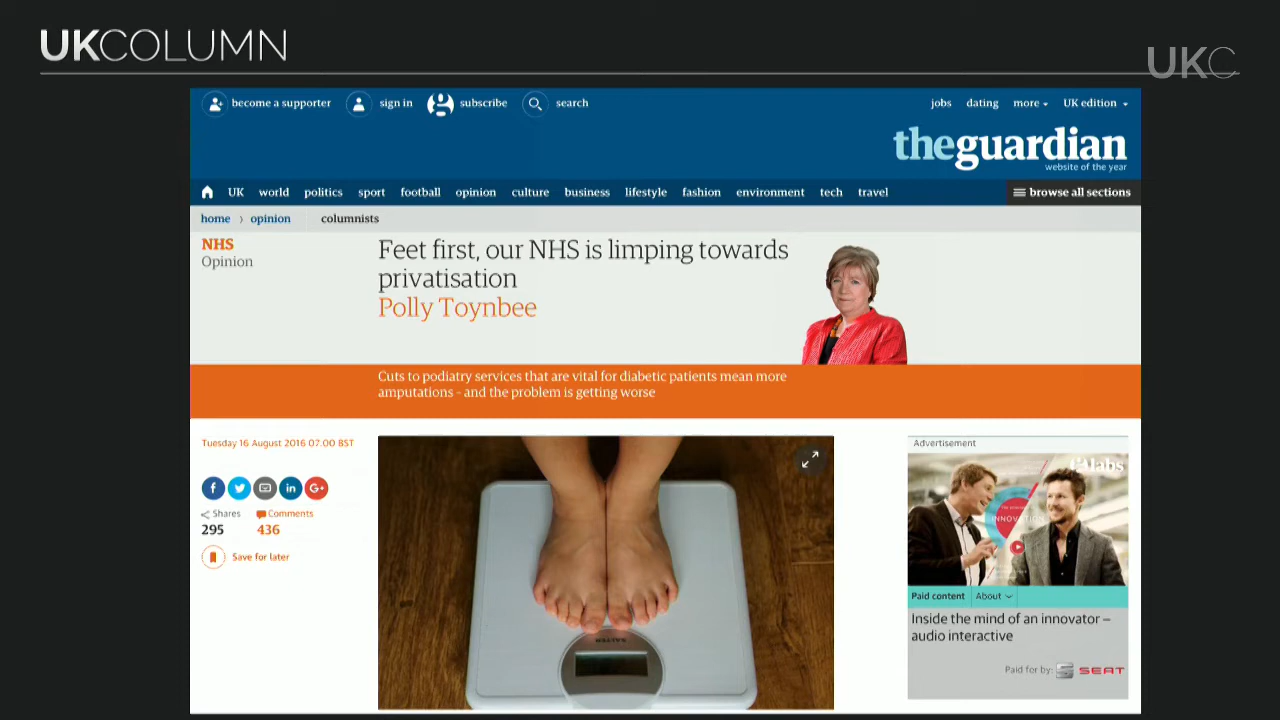 UKCOLUMN
UKC
become a supporter
sign in
subscribe
search
jobs
dating
more
UK edition
theguardian
website of the year
UK
world
politics
sport
football
opinion
culture
business
lifestyle
fashion
environment
tech
travel
browse all sections
home › opinion
columnists
NHS
Opinion
Feet first, our NHS is limping towards
privatisation
Polly Toynbee
Cuts to podiatry services that are vital for diabetic patients mean more
amputations - and the problem is getting worse
Tuesday 16 August 2016 07.00 BST
Shares
295
Comments
436
Save for later
SALTER
Advertisement
labs
INNOVATION
Paid content
About
Inside the mind of an innovator –
audio interactive
Paid for by:
SEAT